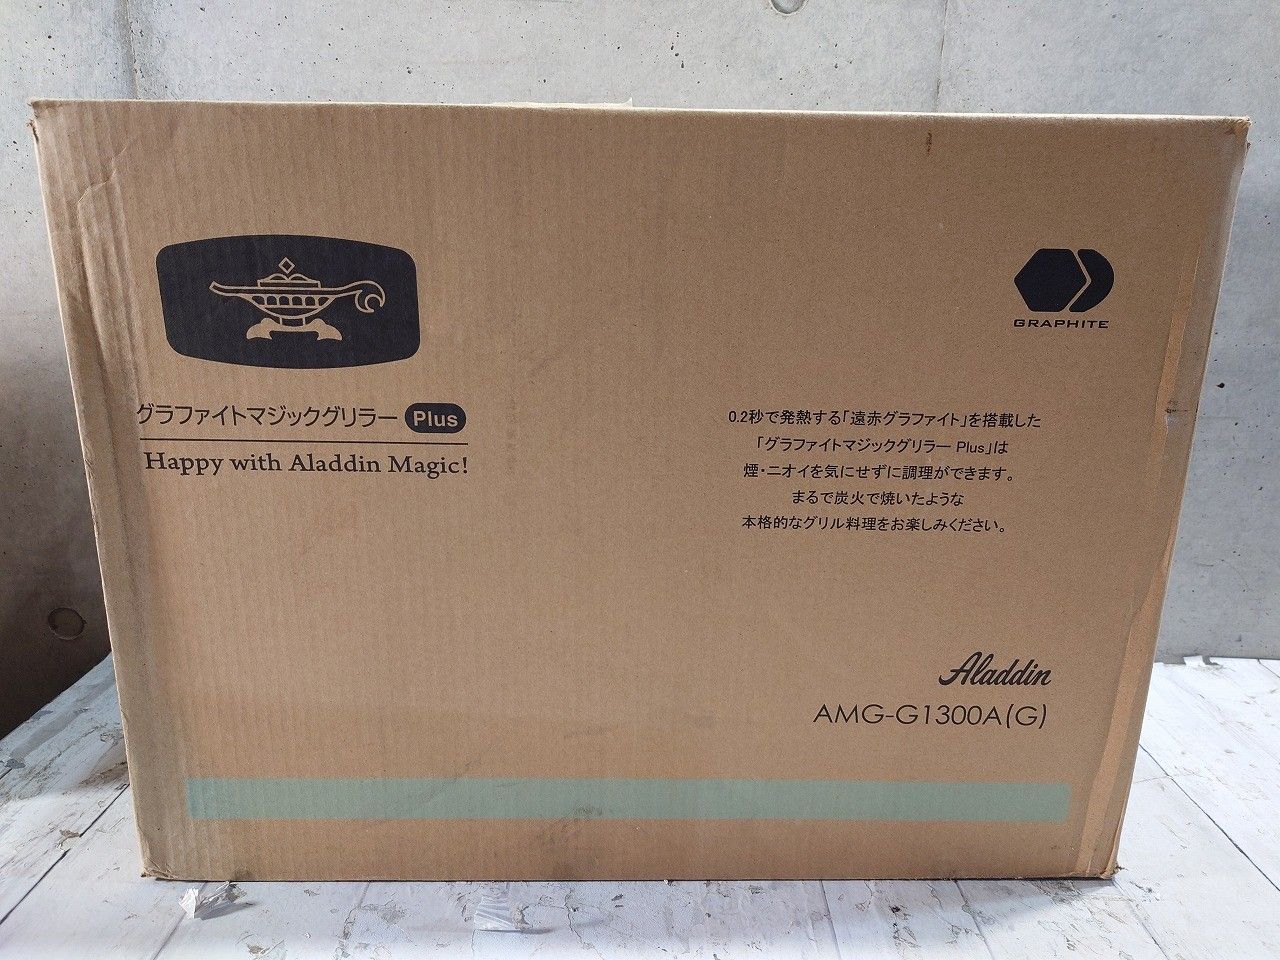 グラファイトマジックグリラー Plus
Happy with Aladdin Magic!
GRAPHITE
0.2秒で発熱する「遠赤グラファイト」を搭載した
「グラファイトマジックグリラー Plus」は
煙・ニオイを気にせずに調理ができます。
まるで炭火で焼いたような
本格的なグリル料理をお楽しみください。
Aladdin
AMG-G1300A(G)